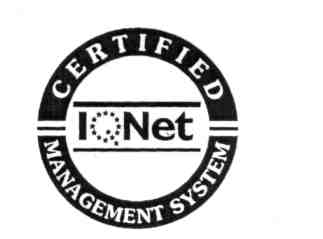 CERTIFIED
IQNet
MANAGEMENT SYSTEM